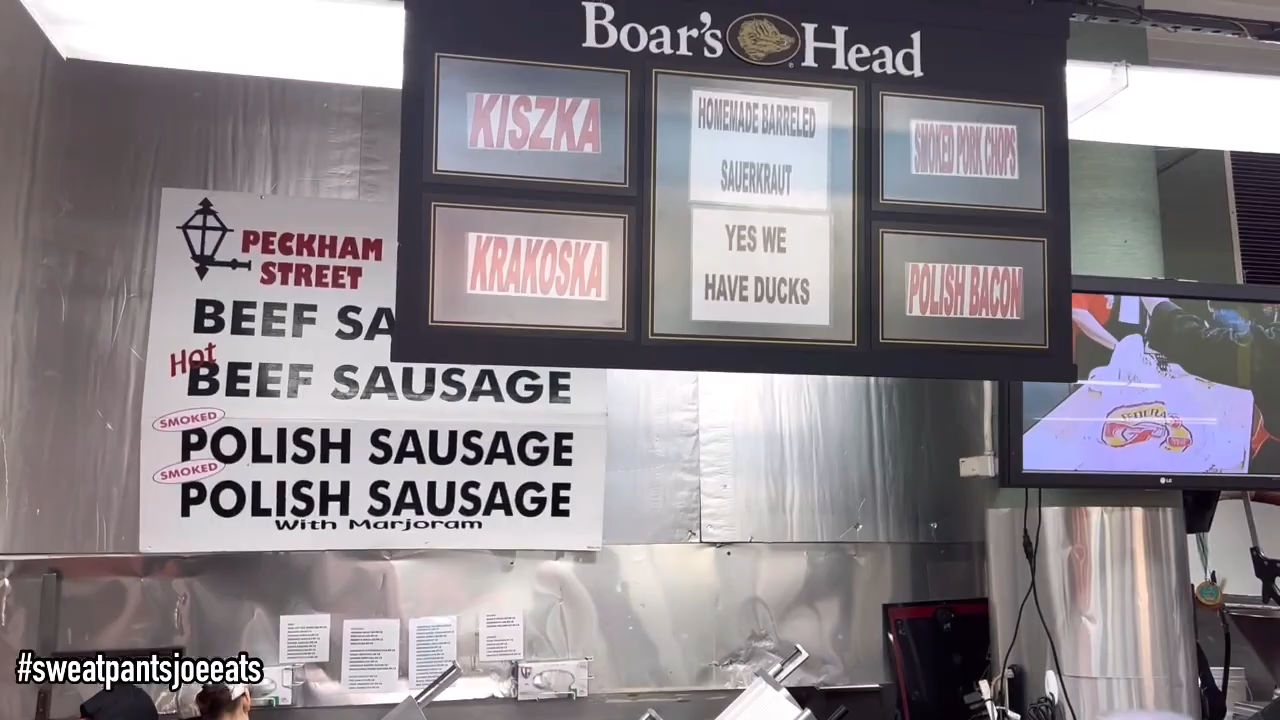 Boar's Head
KISZKA
KRAKOSKA
HOMEMADE BARRELED
SAUERKRAUT
YES WE
HAVE DUCKS
SMOKED PORK CHOPS
POLISH BACON
PECKHAM
STREET
BEEF SA
Hot
BEEF SAUSAGE
SMOKED
POLISH SAUSAGE
SMOKED
POLISH SAUSAGE
With Marjoram
LG
#sweatpantsjoeeats